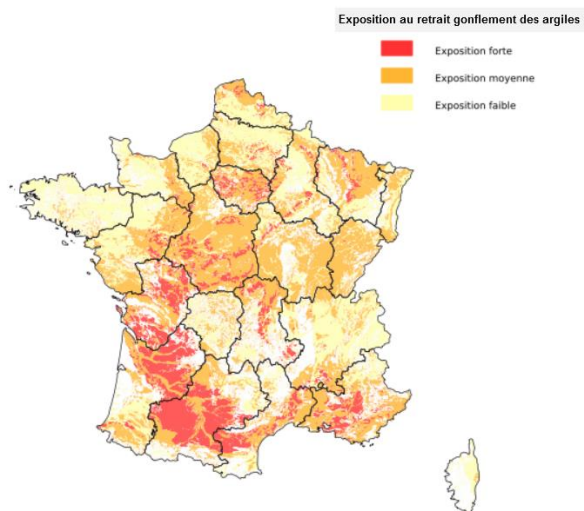 Exposition au retrait gonflement des argiles
Exposition forte
Exposition moyenne
Exposition faible